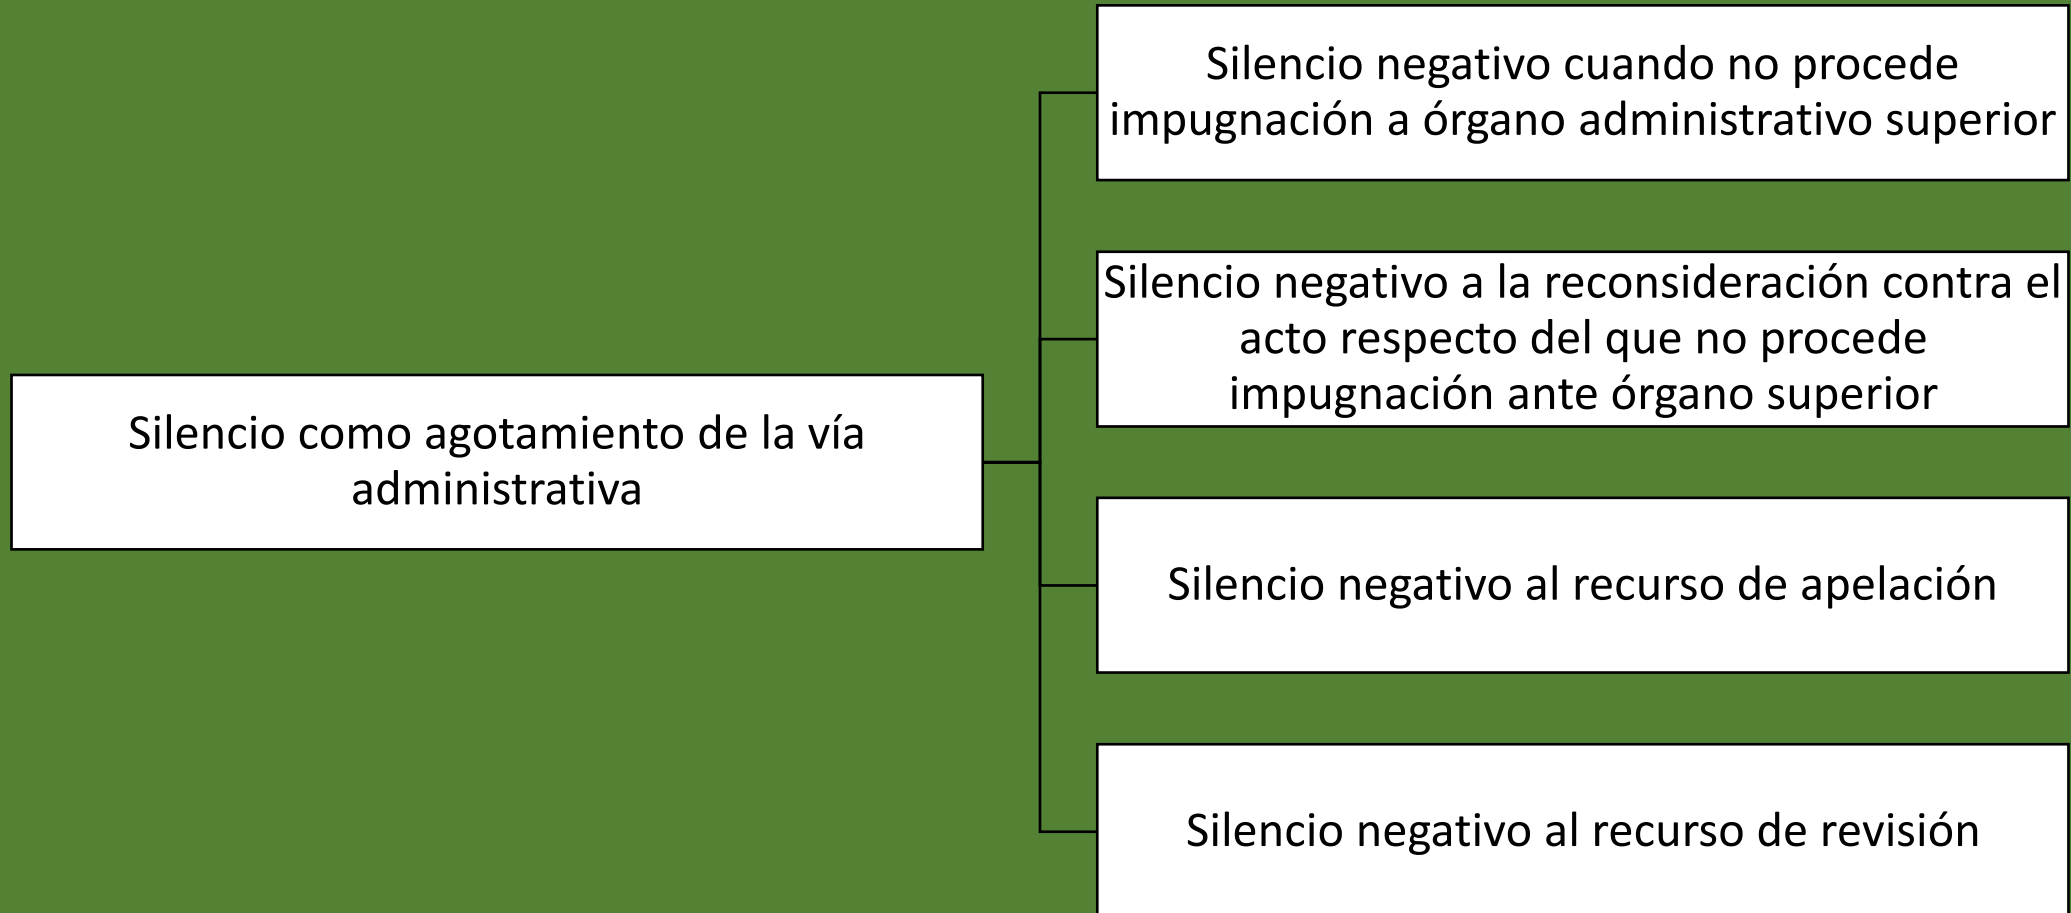 Silencio como agotamiento de la vía
administrativa
Silencio negativo cuando no procede
impugnación a órgano administrativo superior
Silencio negativo a la reconsideración contra el
acto respecto del que no procede
impugnación ante órgano superior
Silencio negativo al recurso de apelación
Silencio negativo al recurso de revisión